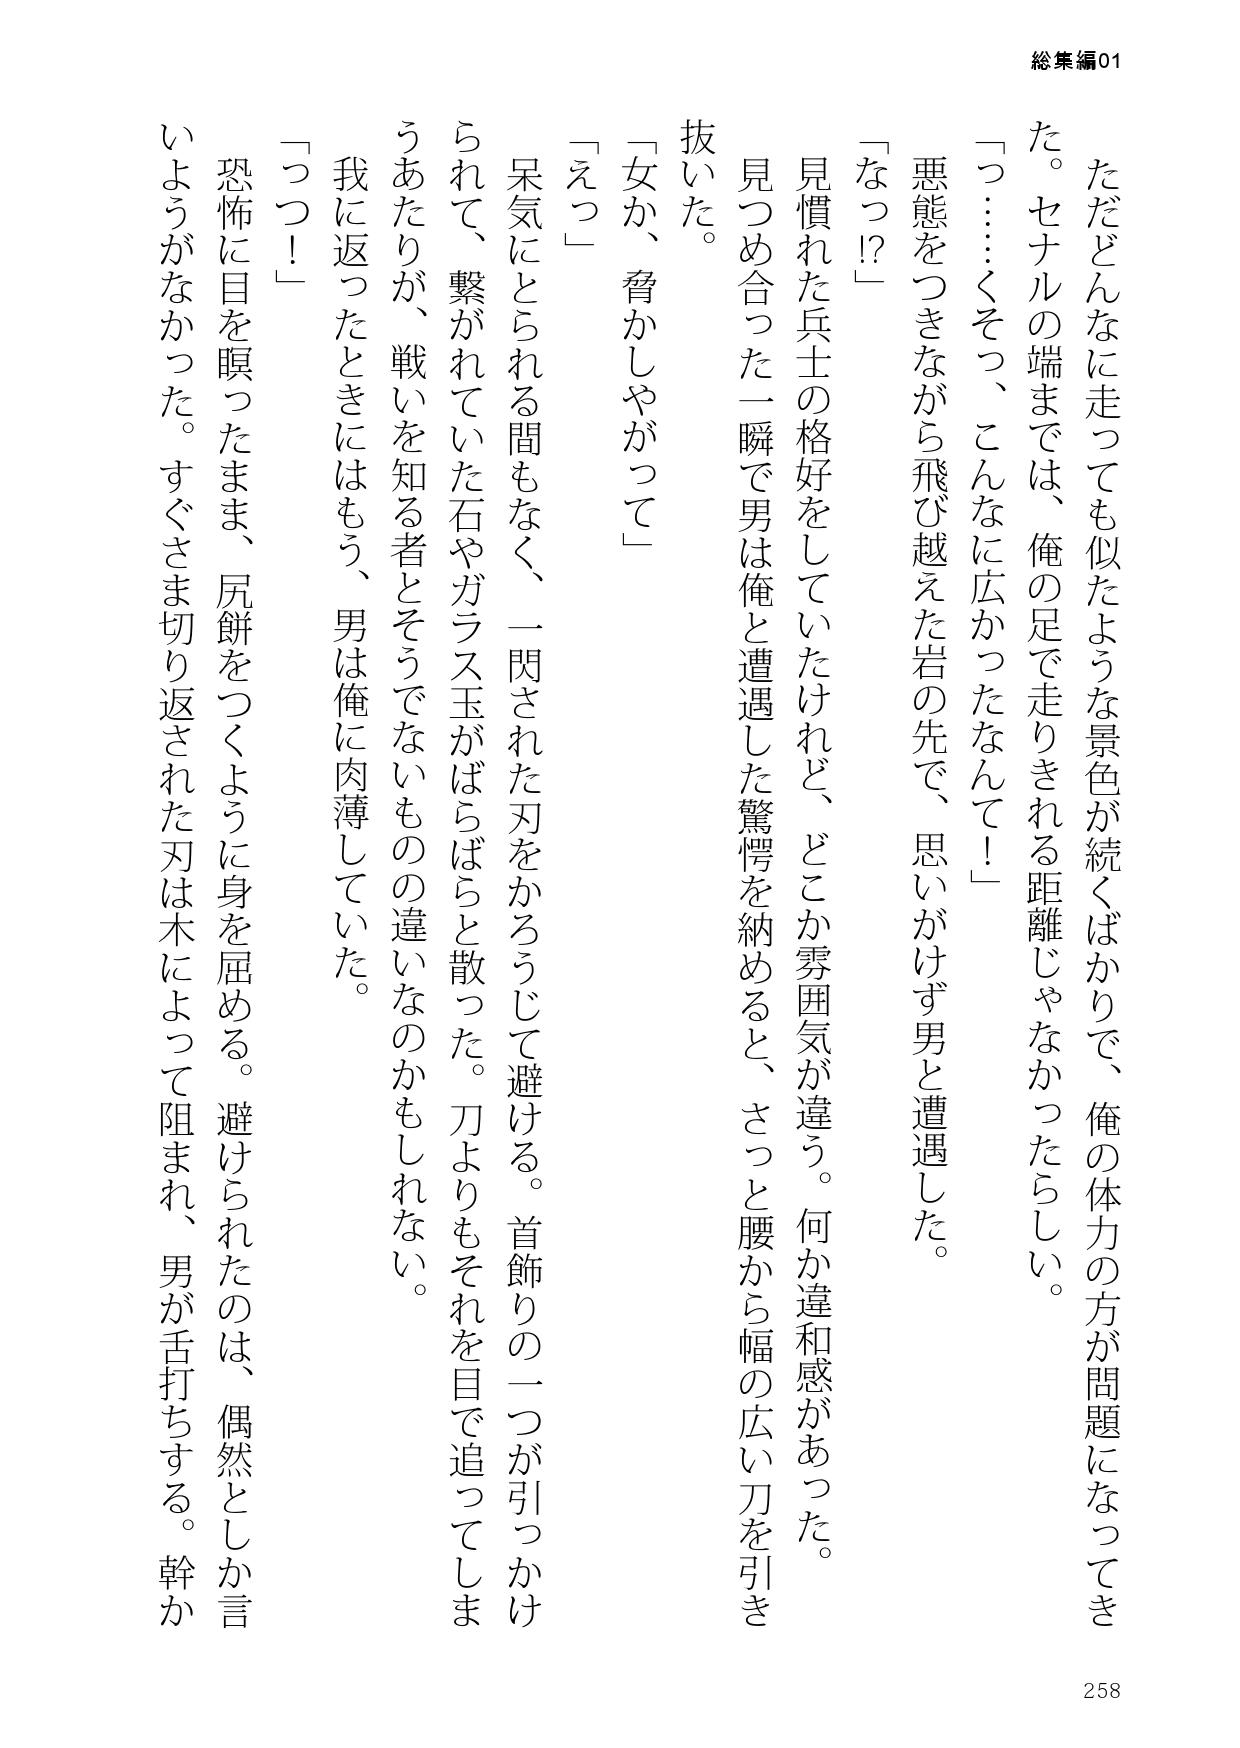 総集編01
　ただどんなに走っても似たような景色が続くばかりで、俺の体力の方が問題になってき
た。セナルの端までは、俺の足で走りきれる距離じゃなかったらしい。
「っ……くそっ、こんなに広かったなんて！」
　悪態をつきながら飛び越えた岩の先で、思いがけず男と遭遇した。
「なっ⁉」
　見慣れた兵士の格好をしていたけれど、どこか雰囲気が違う。何か違和感があった。
　見つめ合った一瞬で男は俺と遭遇した驚愕を納めると、さっと腰から幅の広い刀を引き
抜いた。
「女か、脅かしやがって」
「えっ」
　呆気にとられる間もなく、一閃された刃をかろうじて避ける。首飾りの一つが引っかけ
られて、繋がれていた石やガラス玉がばらばらと散った。刀よりもそれを目で追ってしま
うあたりが、戦いを知る者とそうでないものの違いなのかもしれない。
　我に返ったときにはもう、男は俺に肉薄していた。
「っつ！」
　恐怖に目を瞑ったまま、尻餅をつくように身を屈める。避けられたのは、偶然としか言
いようがなかった。すぐさま切り返された刃は木によって阻まれ、男が舌打ちする。幹か
258